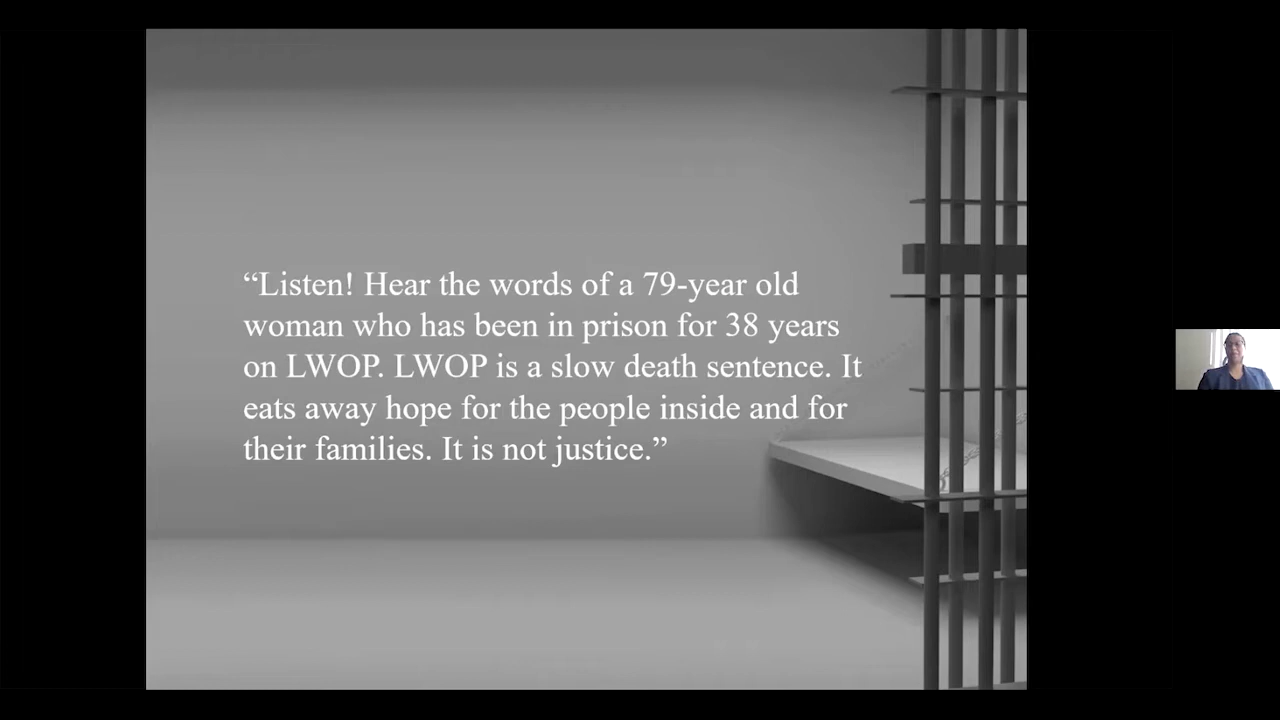 “Listen! Hear the words of a 79-year old
woman who has been in prison for 38 years
on LWOP. LWOP is a slow death sentence. It
eats away hope for the people inside and for
their families. It is not justice.”